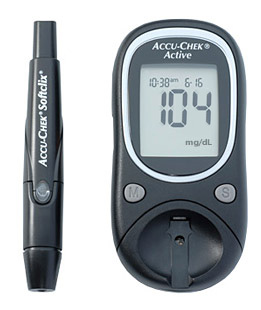 ACCU-CHEK® Softclix®
ACCU-CHEK®
Active
10:38am 6-16
104
mg/dL
M S